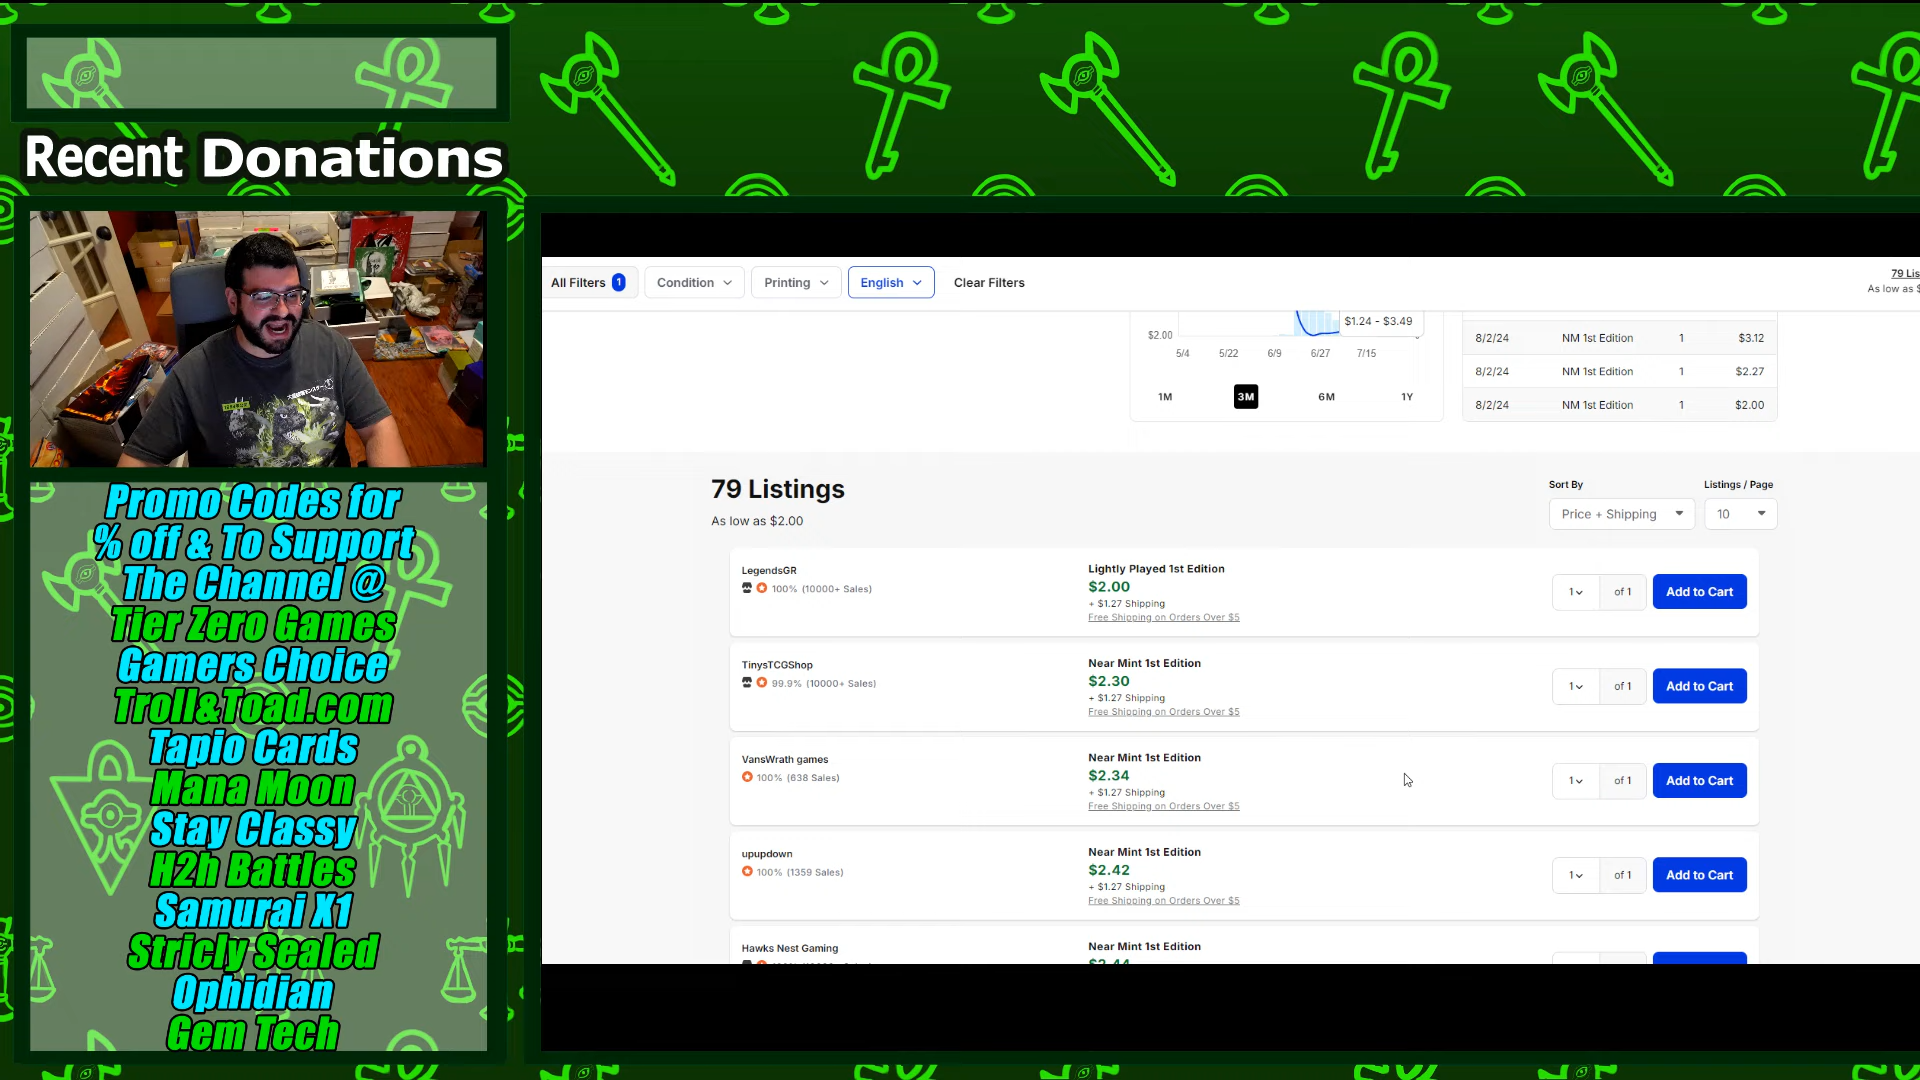 Recent Donations
Promo Codes for
% off & To Support
The Channel @
Tier Zero Games
Gamers Choice
Troll&Toad.com
Tapio Cards
Mana Moon
Stay Classy
H2h Battles
Samurai X1
Stricly Sealed
Ophidian
Gem Tech
All Filters 1
Condition
Printing
English
Clear Filters
79 Lis
As low as $
$1.24 - $3.49
$2.00
5/4 5/22 6/9 6/27 7/15
1M 3M 6M 1Y
8/2/24 NM 1st Edition 1 $3.12
8/2/24 NM 1st Edition 1 $2.27
8/2/24 NM 1st Edition 1 $2.00
79 Listings
As low as $2.00
Sort By
Price + Shipping
Listings / Page
10
LegendsGR
100% (10000+ Sales)
Lightly Played 1st Edition
$2.00
+ $1.27 Shipping
Free Shipping on Orders Over $5
1 of 1 Add to Cart
TinysTCGShop
99.9% (10000+ Sales)
Near Mint 1st Edition
$2.30
+ $1.27 Shipping
Free Shipping on Orders Over $5
1 of 1 Add to Cart
VansWrath games
100% (638 Sales)
Near Mint 1st Edition
$2.34
+ $1.27 Shipping
Free Shipping on Orders Over $5
1 of 1 Add to Cart
upupdown
100% (1359 Sales)
Near Mint 1st Edition
$2.42
+ $1.27 Shipping
Free Shipping on Orders Over $5
1 of 1 Add to Cart
Hawks Nest Gaming
Near Mint 1st Edition
$2.44